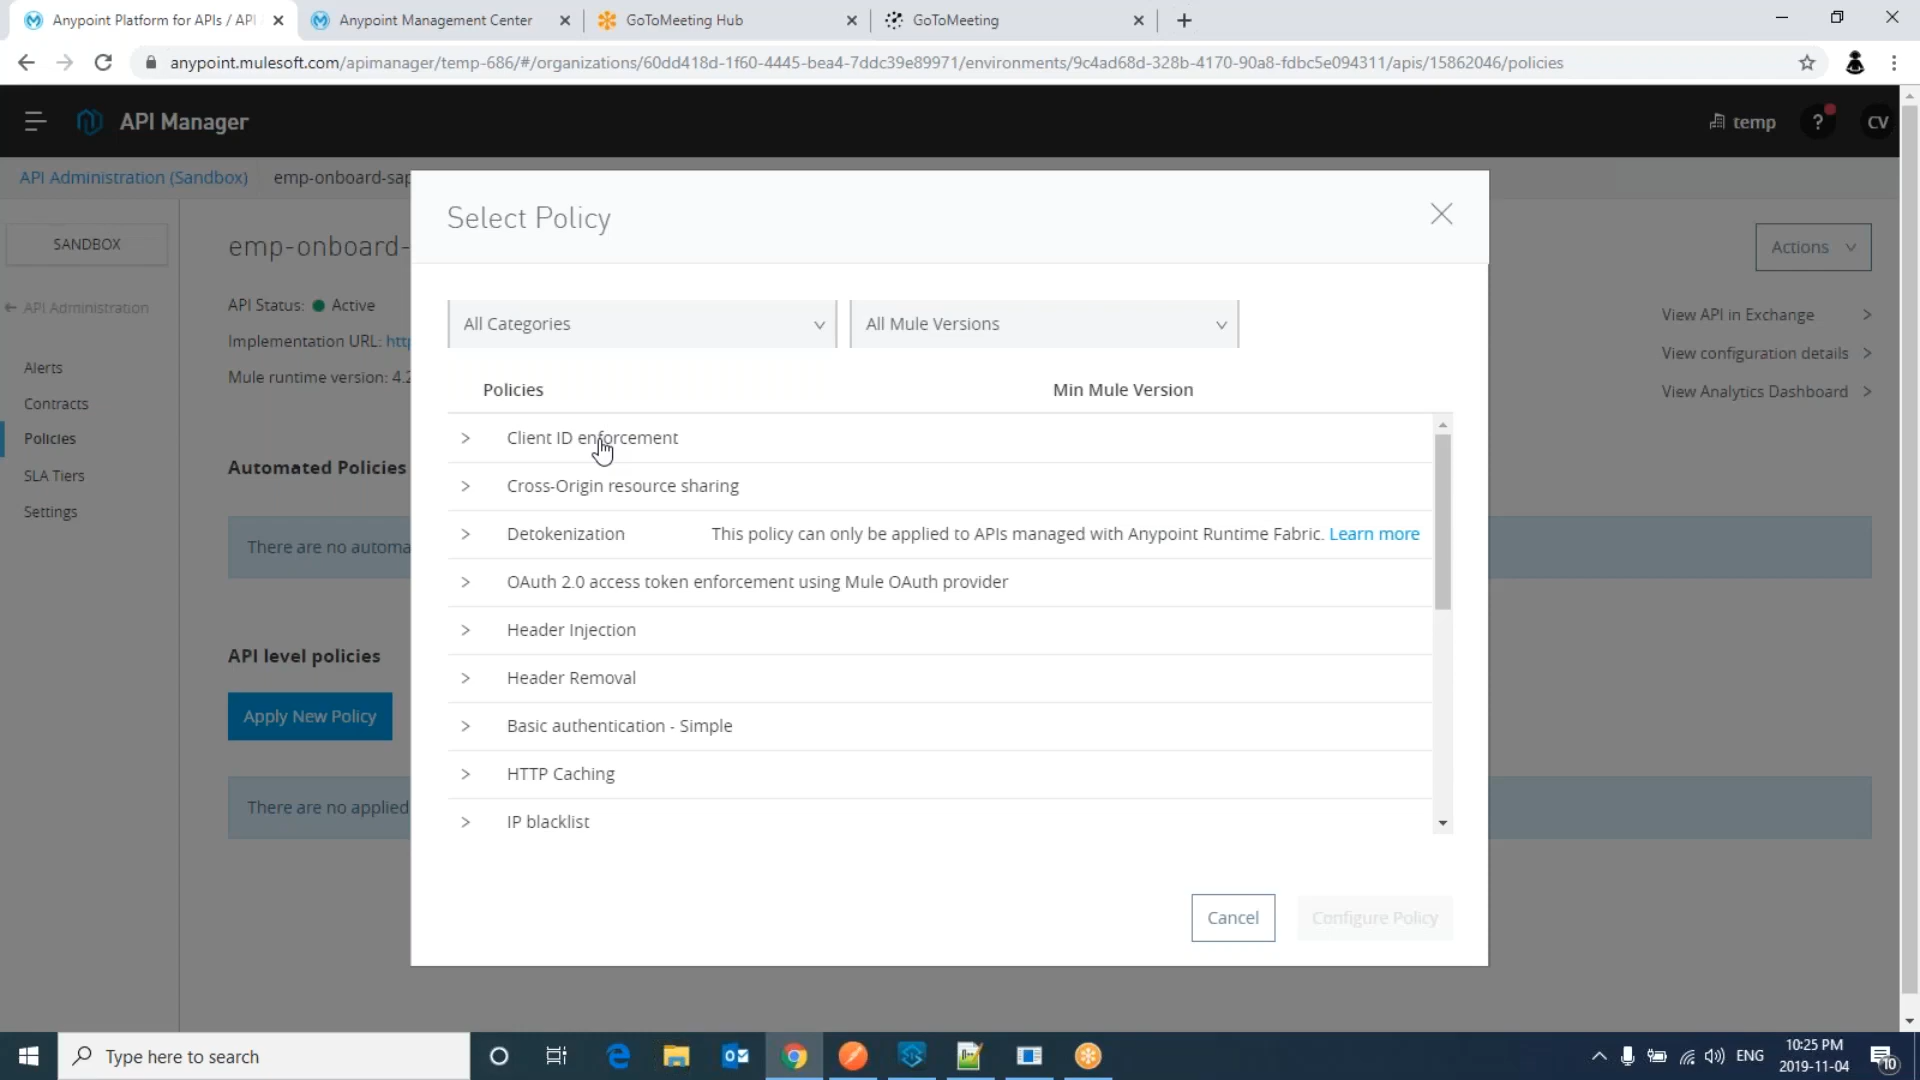 Anypoint Platform for APIs / API
Anypoint Management Center
GoToMeeting Hub
GoToMeeting
anypoint.mulesoft.com/apimanager/temp-686/#/organizations/60dd418d-1f60-4445-bea4-7ddc39e89971/environments/9c4ad68d-328b-4170-90a8-fdbc5e094311/apis/15862046/policies
API Manager
temp
?
CV
API Administration (Sandbox)
emp-onboard-sap
SANDBOX
API Administration
Alerts
Contracts
Policies
SLA Tiers
Settings
emp-onboard-
API Status: Active
Implementation URL: http
Mule runtime version: 4.2
Actions
View API in Exchange >
View configuration details >
View Analytics Dashboard >
Automated Policies
There are no automa
API level policies
Apply New Policy
There are no applied
Select Policy
All Categories
All Mule Versions
Policies Min Mule Version
> Client ID enforcement
> Cross-Origin resource sharing
> Detokenization This policy can only be applied to APIs managed with Anypoint Runtime Fabric. Learn more
> OAuth 2.0 access token enforcement using Mule OAuth provider
> Header Injection
> Header Removal
> Basic authentication - Simple
> HTTP Caching
> IP blacklist
Cancel
Configure Policy
Type here to search
ENG
10:25 PM
2019-11-04
10